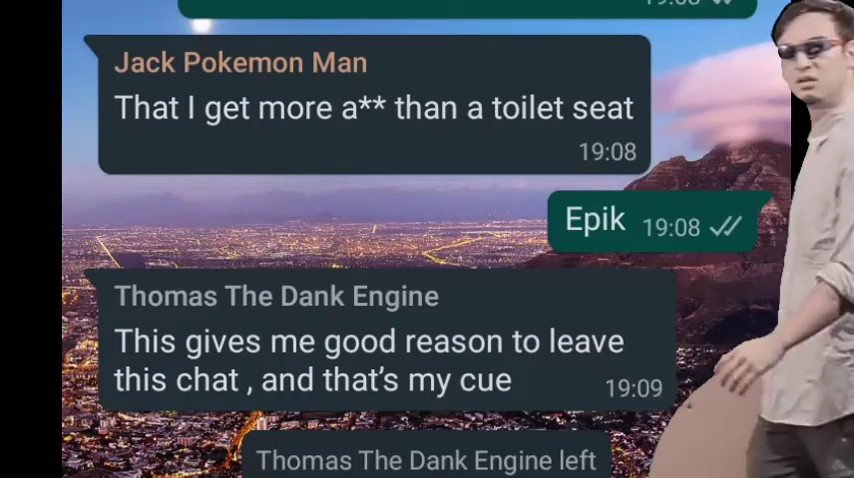 19:08
Jack Pokemon Man
That I get more a** than a toilet seat
19:08
Epik 19:08
Thomas The Dank Engine
This gives me good reason to leave
this chat , and that's my cue 19:09
Thomas The Dank Engine left